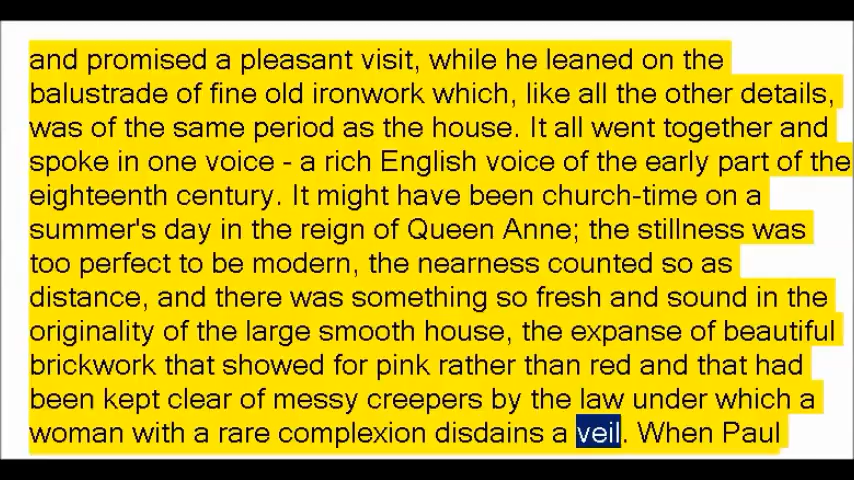 and promised a pleasant visit, while he leaned on the
balustrade of fine old ironwork which, like all the other details,
was of the same period as the house. It all went together and
spoke in one voice - a rich English voice of the early part of the
eighteenth century. It might have been church-time on a
summer's day in the reign of Queen Anne; the stillness was
too perfect to be modern, the nearness counted so as
distance, and there was something so fresh and sound in the
originality of the large smooth house, the expanse of beautiful
brickwork that showed for pink rather than red and that had
been kept clear of messy creepers by the law under which a
woman with a rare complexion disdains a veil. When Paul